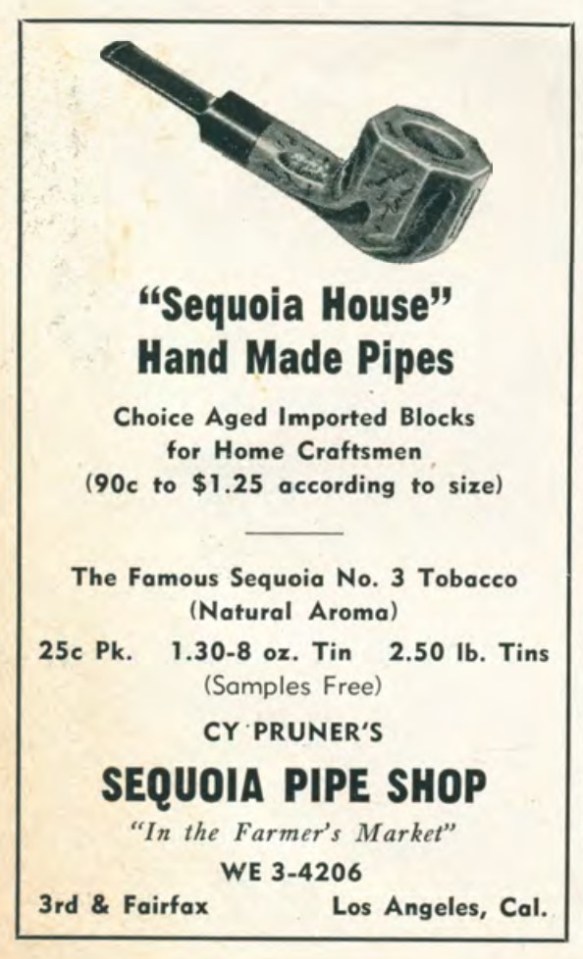 “Sequoia House”
Hand Made Pipes
Choice Aged Imported Blocks
for Home Craftsmen
(90c to $1.25 according to size)
The Famous Sequoia No. 3 Tobacco
(Natural Aroma)
25c Pk. 1.30-8 oz. Tin 2.50 lb. Tins
(Samples Free)
CY PRUNER'S
SEQUOIA PIPE SHOP
“In the Farmer's Market”
WE 3-4206
3rd & Fairfax Los Angeles, Cal.